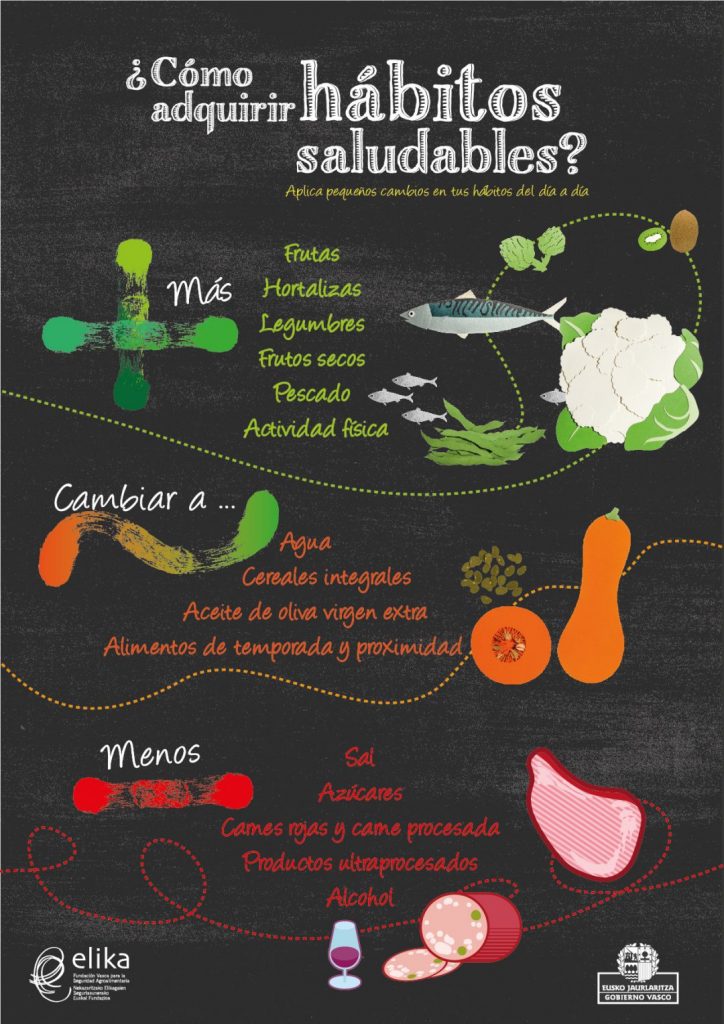 ¿Cómo
adquirir hábitos
saludables?
Aplica pequeños cambios en tus hábitos del día a día
Más
Frutas
Hortalizas
Legumbres
Frutos secos
Pescado
Actividad física
Cambiar a ...
Agua
Cereales integrales
Aceite de oliva virgen extra
Alimentos de temporada y proximidad
Menos
Sal
Azúcares
Carnes rojas y carne procesada
Productos ultraprocesados
Alcohol
elika
Fundación Vasca para la
Seguridad Agroalimentaria
Nekazaritzako Elikagaien
Segurtasunerako
Euskal Fundazioa
EUSKO JAURLARITZA
GOBIERNO VASCO